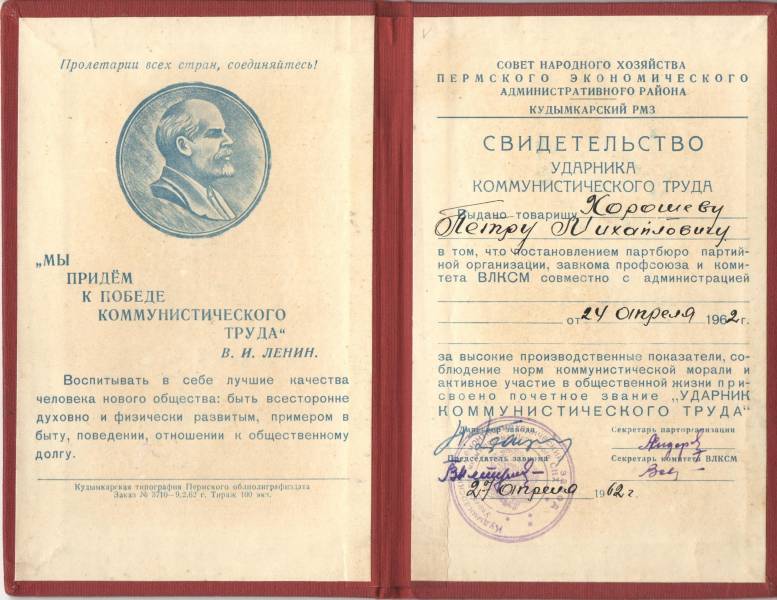 Пролетарии всех стран, соединяйтесь!
„МЫ
ПРИДЁМ
К ПОБЕДЕ
КОММУНИСТИЧЕСКОГО
ТРУДА“
В. И. ЛЕНИН.
Воспитывать в себе лучшие качества
человека нового общества: быть всесторонне
духовно и физически развитым, примером в
быту, поведении, отношении к общественному
долгу.
Кудымкарская типография Пермского облполиграфиздата
Заказ № 3710—9.2.62 г. Тираж 100 экз.
СОВЕТ НАРОДНОГО ХОЗЯЙСТВА
ПЕРМСКОГО ЭКОНОМИЧЕСКОГО
АДМИНИСТРАТИВНОГО РАЙОНА
КУДЫМКАРСКИЙ РМЗ
СВИДЕТЕЛЬСТВО
УДАРНИКА
КОММУНИСТИЧЕСКОГО ТРУДА
Выдано товарищу Хорошеву
Петру Михайловичу
в том, что постановлением партбюро партий-
ной организации, завкома профсоюза и коми-
тета ВЛКСМ совместно с администрацией
от 24 апреля 1962 г.
за высокие производственные показатели, со-
блюдение норм коммунистической морали и
активное участие в общественной жизни при-
своено почетное звание „УДАРНИК
КОММУНИСТИЧЕСКОГО ТРУДА“
Директор завода
Секретарь парторганизации
Председатель завкома
Секретарь комитета ВЛКСМ
27 апреля 1962 г.